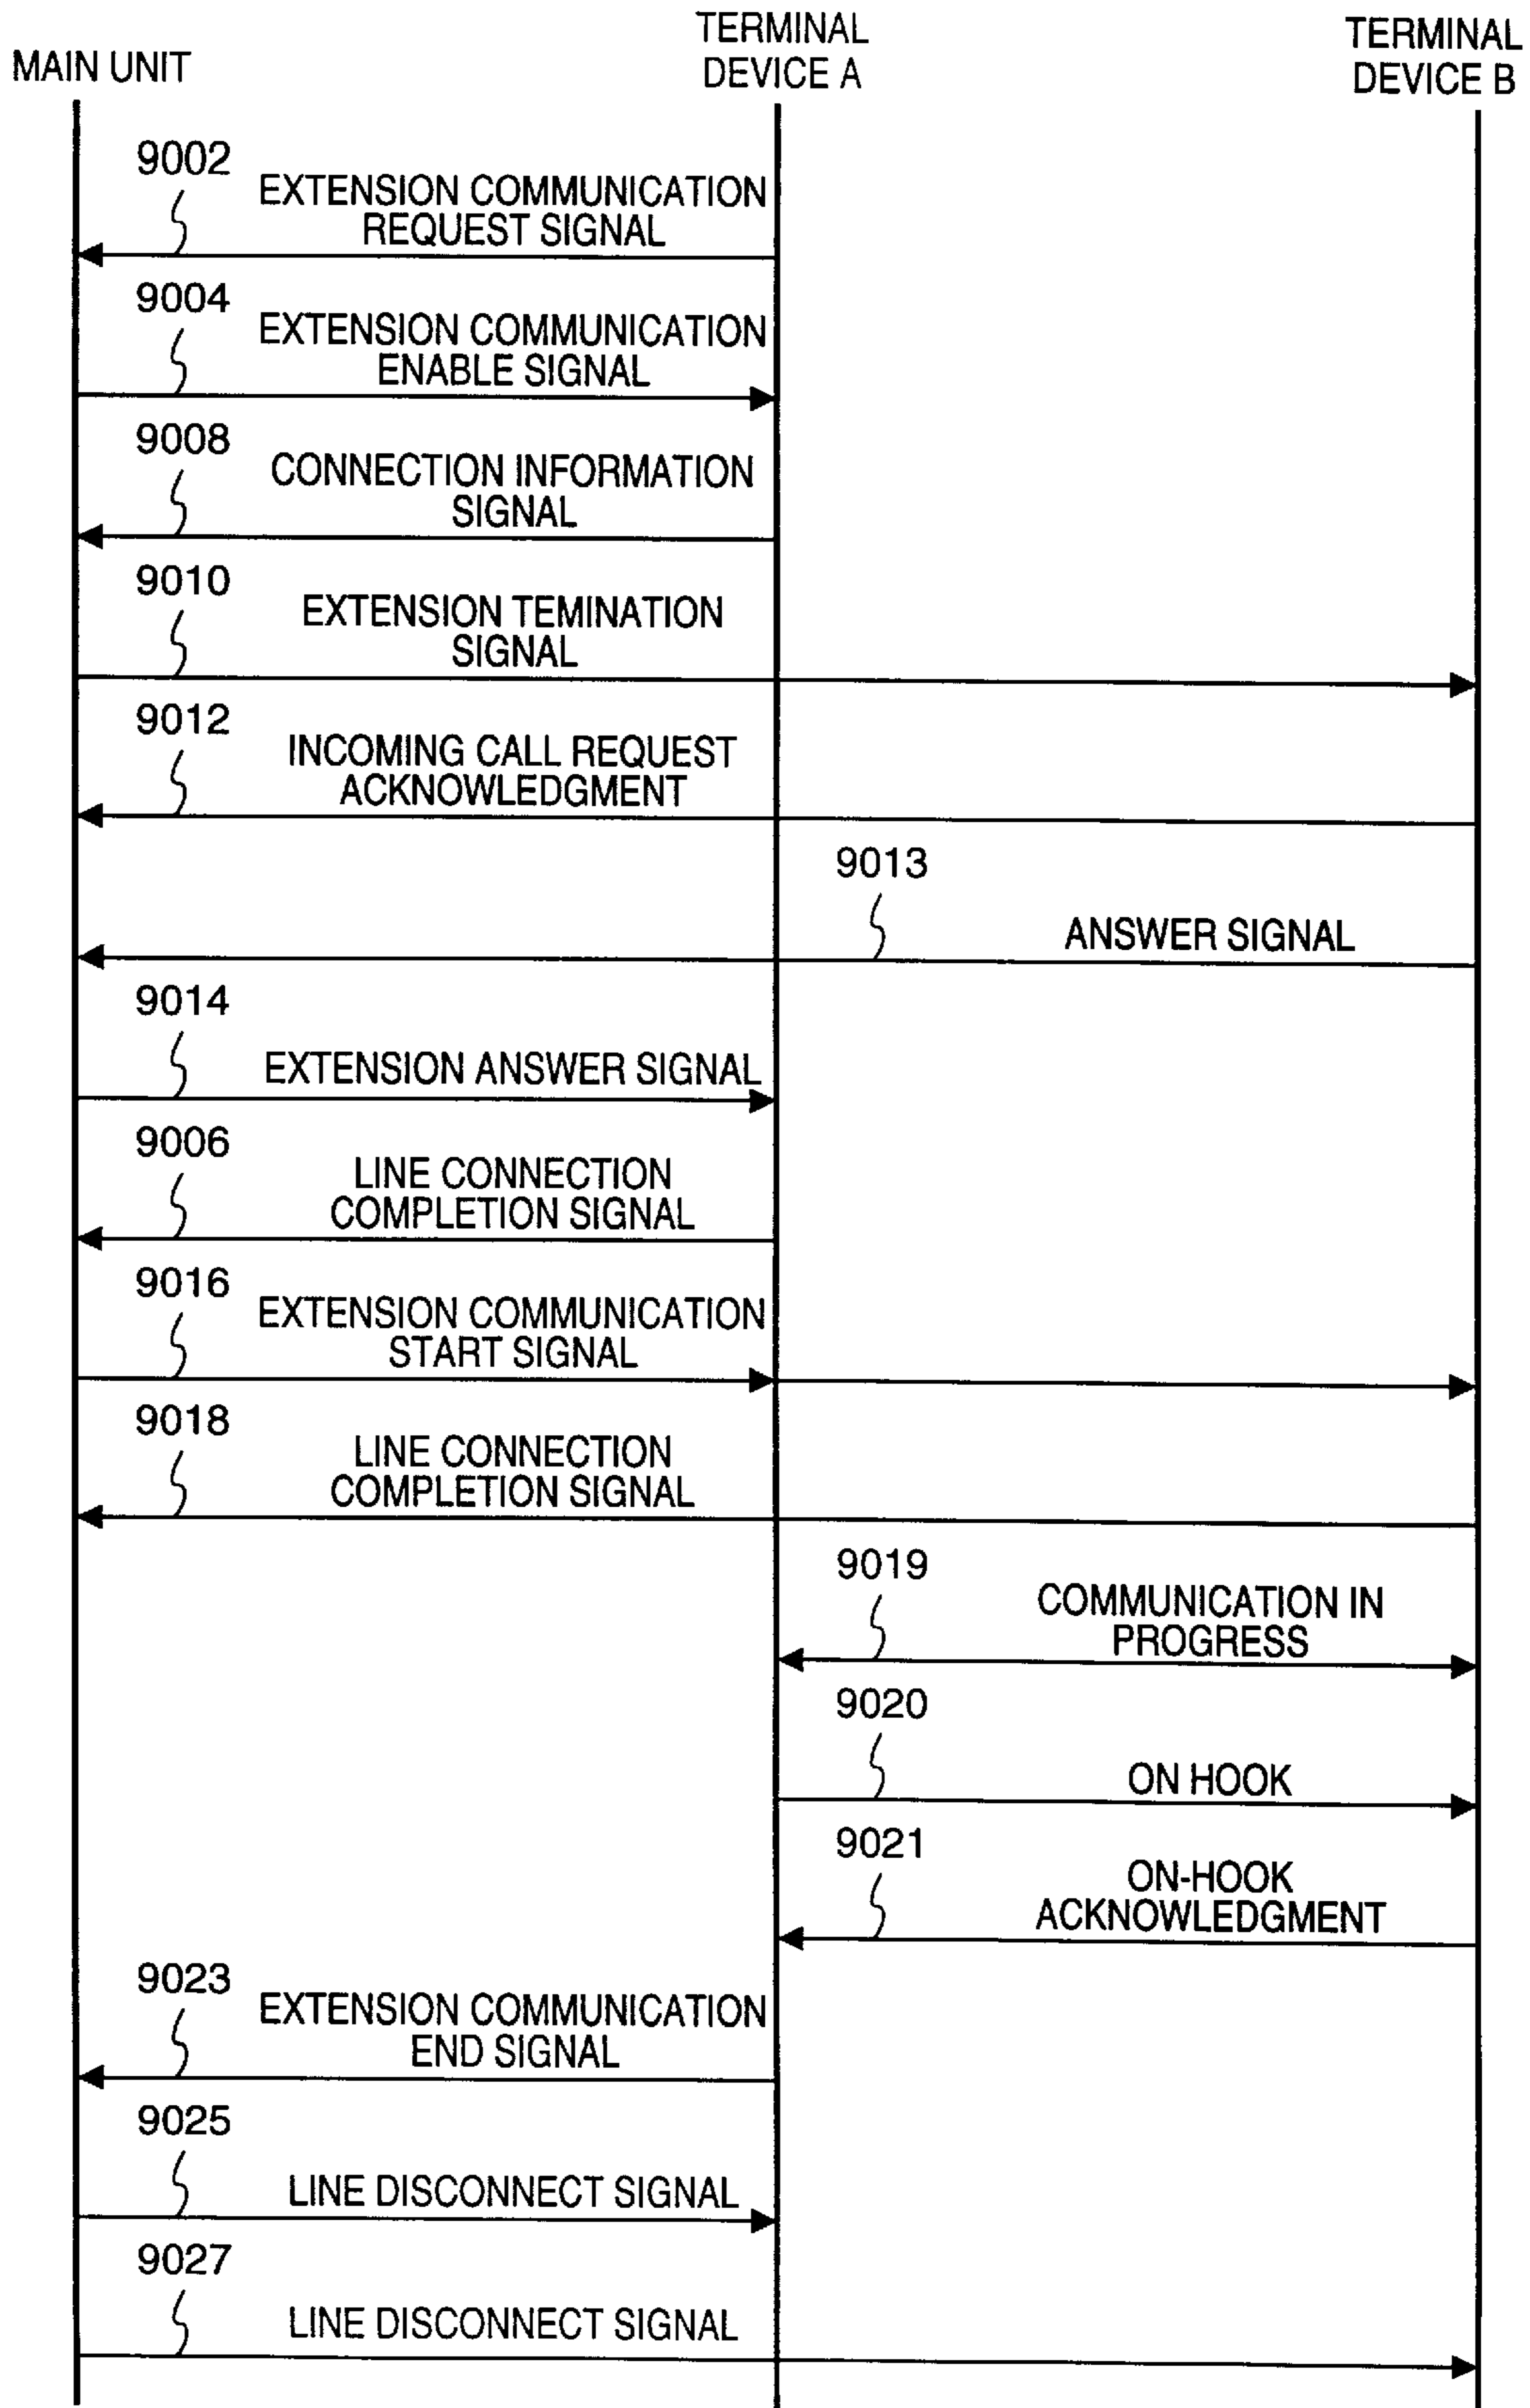 MAIN UNIT
TERMINAL
DEVICE A
TERMINAL
DEVICE B
9002
EXTENSION COMMUNICATION
REQUEST SIGNAL
9004
EXTENSION COMMUNICATION
ENABLE SIGNAL
9008
CONNECTION INFORMATION
SIGNAL
9010
EXTENSION TEMINATION
SIGNAL
9012
INCOMING CALL REQUEST
ACKNOWLEDGMENT
9013
ANSWER SIGNAL
9014
EXTENSION ANSWER SIGNAL
9006
LINE CONNECTION
COMPLETION SIGNAL
9016
EXTENSION COMMUNICATION
START SIGNAL
9018
LINE CONNECTION
COMPLETION SIGNAL
9019
COMMUNICATION IN
PROGRESS
9020
ON HOOK
9021
ON-HOOK
ACKNOWLEDGMENT
9023
EXTENSION COMMUNICATION
END SIGNAL
9025
LINE DISCONNECT SIGNAL
9027
LINE DISCONNECT SIGNAL